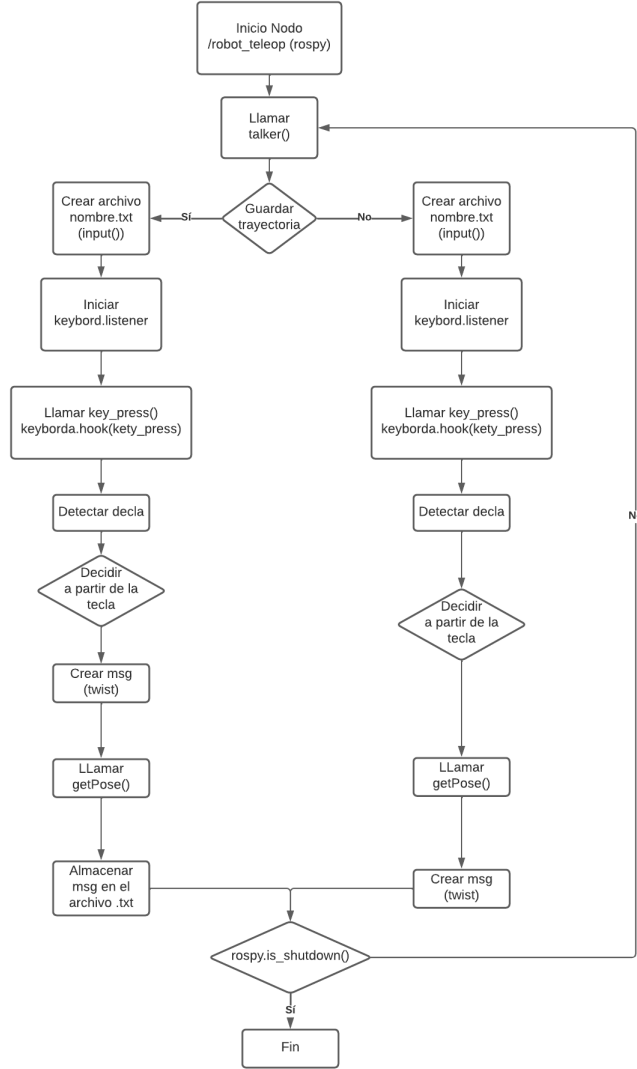 Inicio Nodo
/robot_teleop (rospy)
Llamar
talker()
Guardar
trayectoria
Sí
No
Crear archivo
nombre.txt
(input())
Crear archivo
nombre.txt
(input())
Iniciar
keybord.listener
Iniciar
keybord.listener
Llamar key_press()
keyborda.hook(kety_press)
Llamar key_press()
keyborda.hook(kety_press)
Detectar decla
Detectar decla
N
Decidir
a partir de la
tecla
Decidir
a partir de la
tecla
Crear msg
(twist)
LLamar
getPose()
LLamar
getPose()
Almacenar
msg en el
archivo .txt
Crear msg
(twist)
rospy.is_shutdown()
Sí
Fin